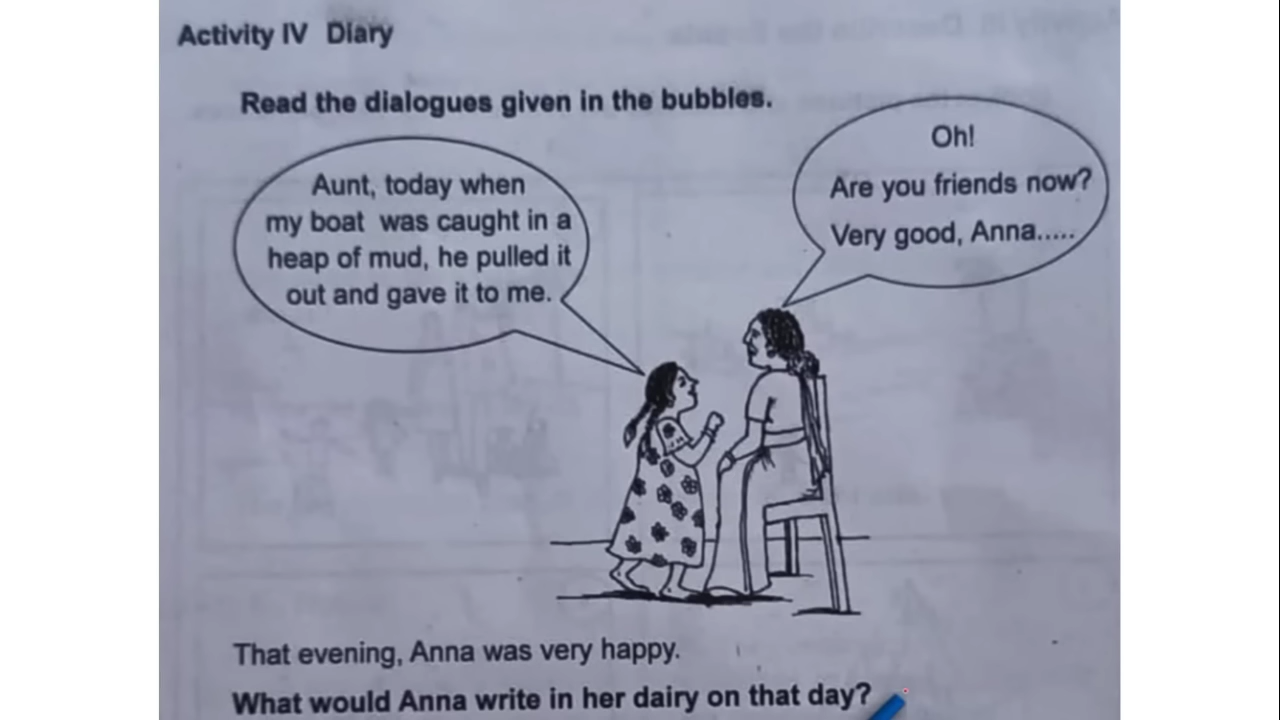 Activity IV Diary
Read the dialogues given in the bubbles.
Aunt, today when
my boat was caught in a
heap of mud, he pulled it
out and gave it to me.
Oh!
Are you friends now?
Very good, Anna.....
That evening, Anna was very happy.
What would Anna write in her dairy on that day?